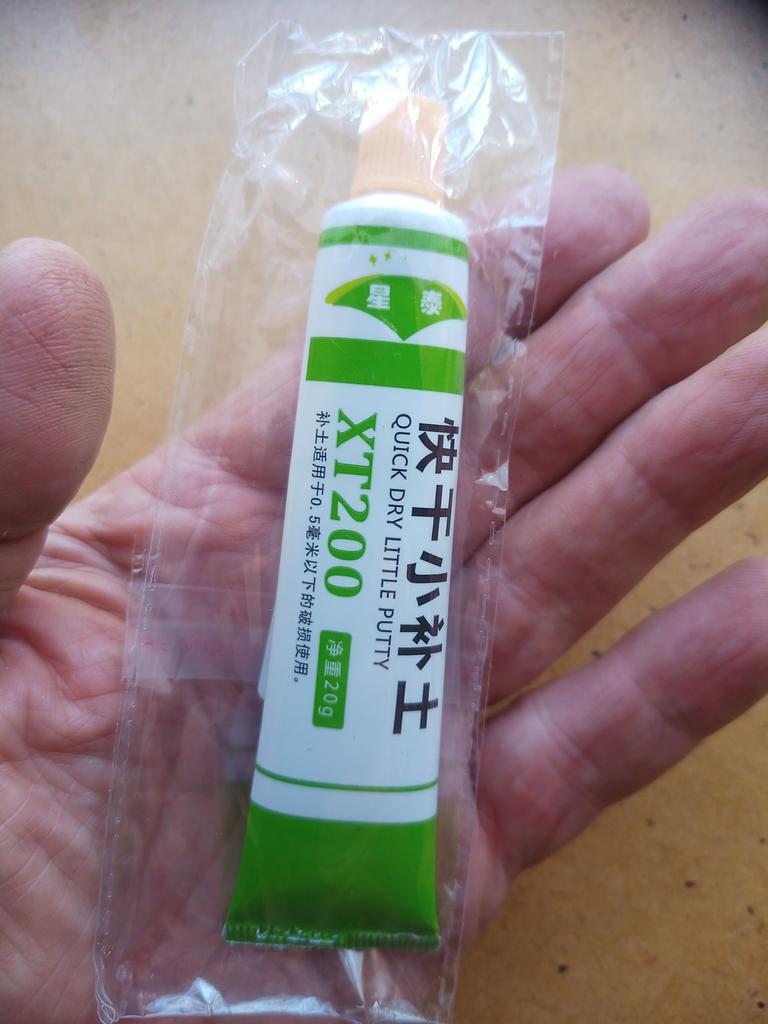 星泰
快干小补土
QUICK DRY LITTLE PUTTY
XT200
净重20g
补土适用于0.5毫米以下的破损使用。